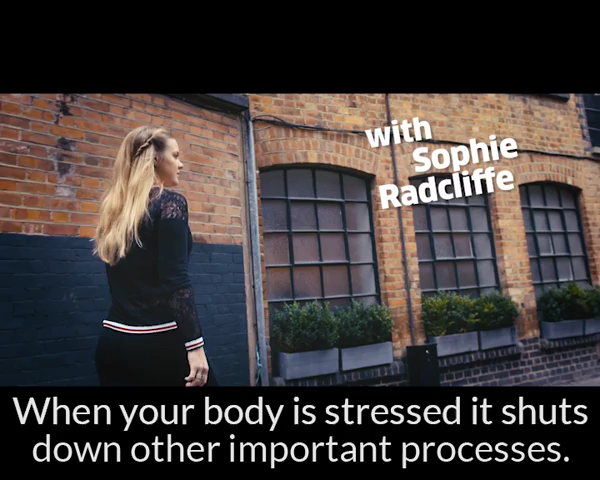 with
Sophie
Radcliffe
When your body is stressed it shuts
down other important processes.